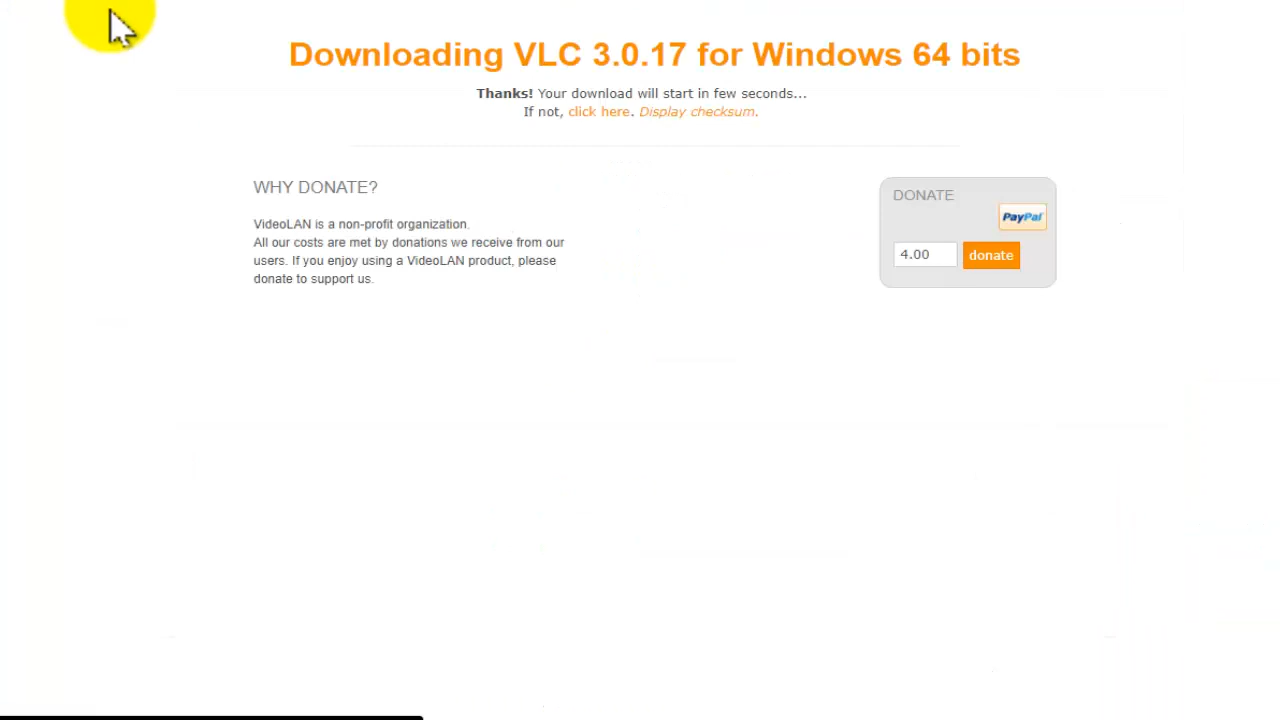 Downloading VLC 3.0.17 for Windows 64 bits
Thanks! Your download will start in few seconds...
If not, click here. Display checksum.
WHY DONATE?
VideoLAN is a non-profit organization.
All our costs are met by donations we receive from our
users. If you enjoy using a VideoLAN product, please
donate to support us.
DONATE
PayPal
4.00 donate